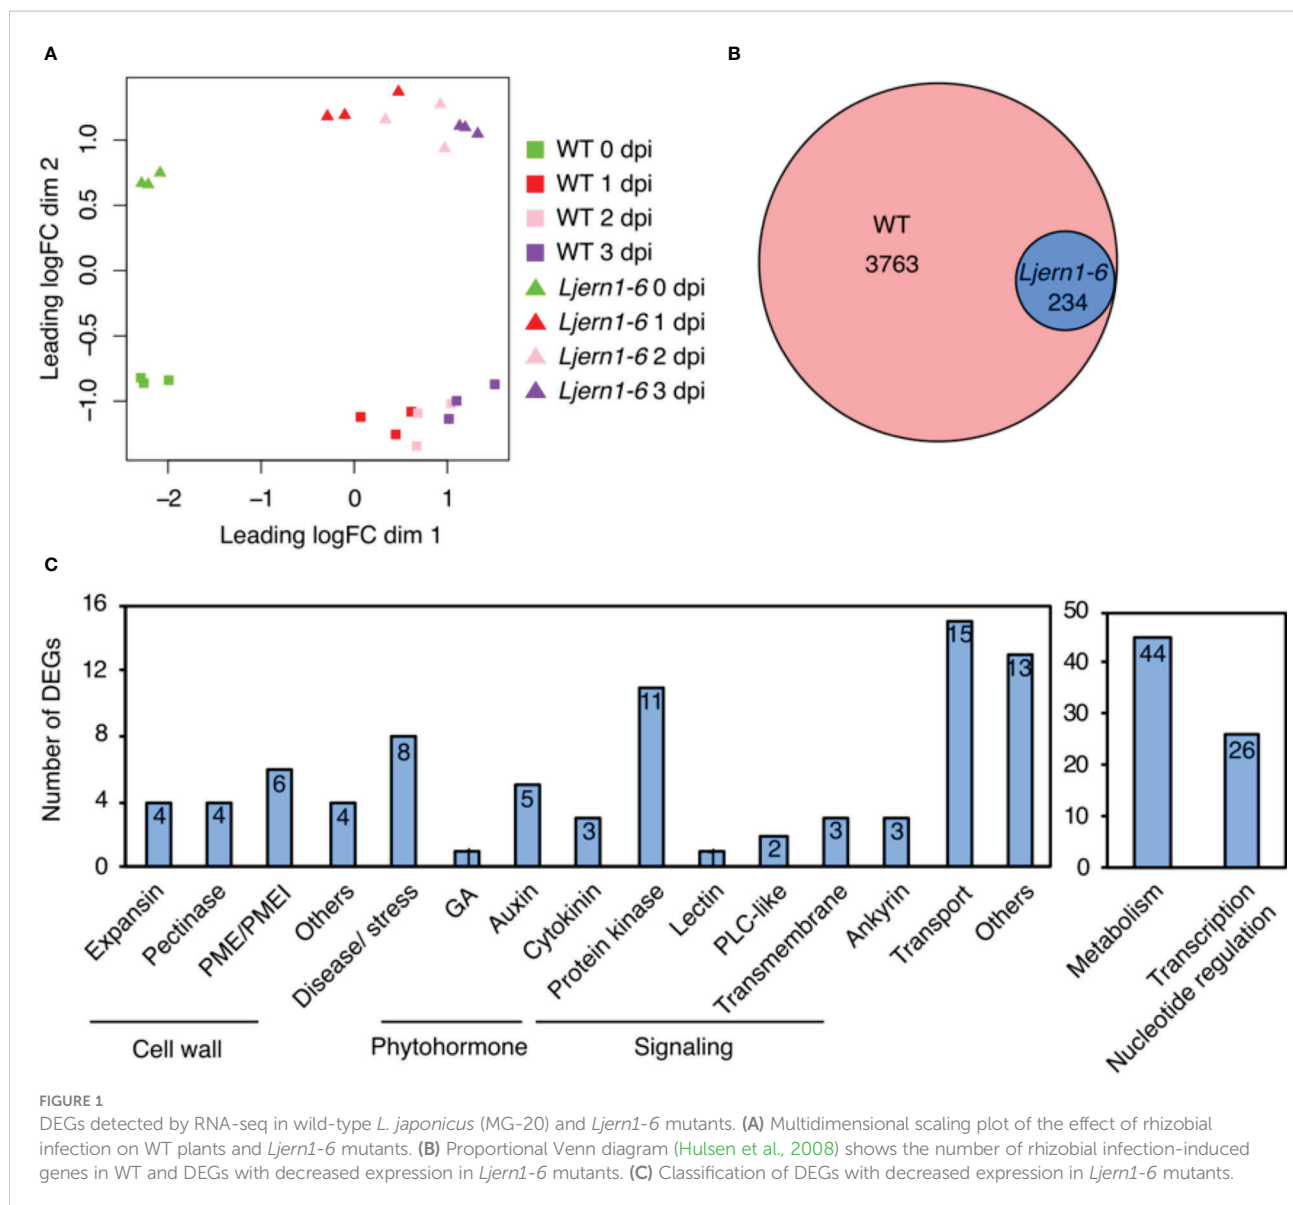 A
B
1.0
0.5
0.0
−0.5
−1.0
Leading logFC dim 2
−2
−1
0
1
Leading logFC dim 1
WT 0 dpi
WT 1 dpi
WT 2 dpi
WT 3 dpi
Ljern1-6 0 dpi
Ljern1-6 1 dpi
Ljern1-6 2 dpi
Ljern1-6 3 dpi
WT
3763
Ljern1-6
234
C
Number of DEGs
16
12
8
4
0
4
4
6
4
8
5
3
11
2
3
3
15
13
Expansin
Pectinase
PME/PMEI
Others
Disease/ stress
GA
Auxin
Cytokinin
Protein kinase
Lectin
PLC-like
Transmembrane
Ankyrin
Transport
Others
Cell wall
Phytohormone
Signaling
50
40
30
20
10
0
44
26
Metabolism
Transcription
Nucleotide regulation
FIGURE 1
DEGs detected by RNA-seq in wild-type L. japonicus (MG-20) and Ljern1-6 mutants. (A) Multidimensional scaling plot of the effect of rhizobial
infection on WT plants and Ljern1-6 mutants. (B) Proportional Venn diagram (Hulsen et al., 2008) shows the number of rhizobial infection-induced
genes in WT and DEGs with decreased expression in Ljern1-6 mutants. (C) Classification of DEGs with decreased expression in Ljern1-6 mutants.